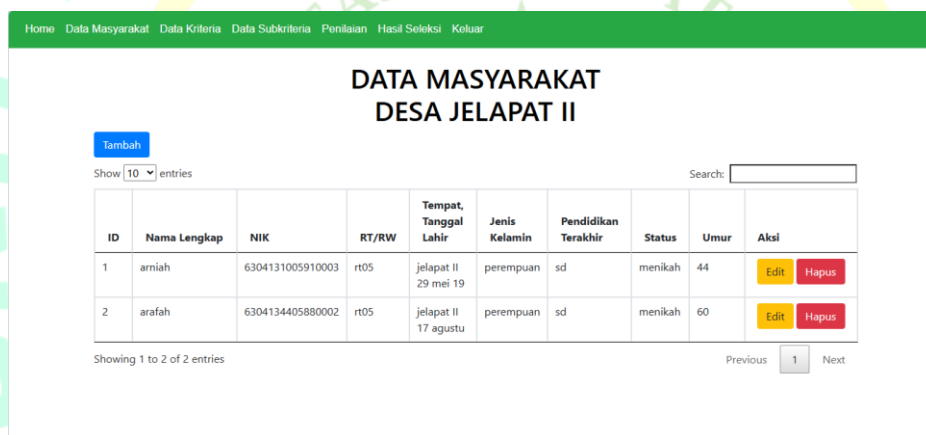 Home Data Masyarakat Data Kriteria Data Subkriteria Penilaian Hasil Seleksi Keluar
DATA MASYARAKAT
DESA JELAPAT II
Tambah
Show 10 entries
Search:
ID Nama Lengkap NIK RT/RW Tempat, Tanggal Lahir Jenis Kelamin Pendidikan Terakhir Status Umur Aksi
1 arniah 6304131005910003 rt05 jelapat II 29 mei 19 perempuan sd menikah 44 Edit Hapus
2 arafah 6304134405880002 rt05 jelapat II 17 agustu perempuan sd menikah 60 Edit Hapus
Showing 1 to 2 of 2 entries
Previous 1 Next